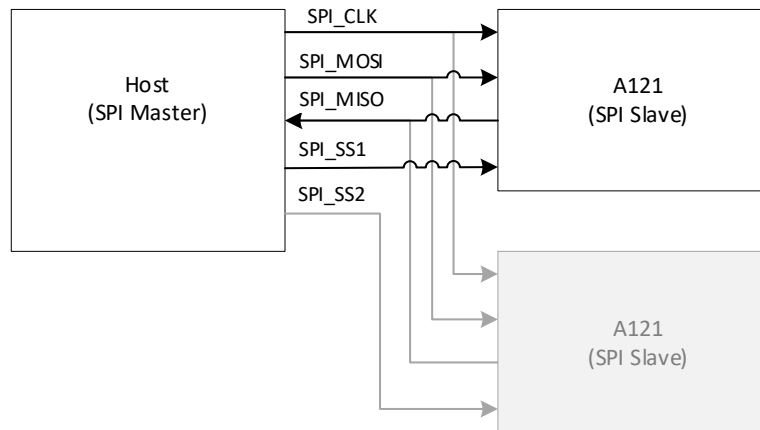 SPI_CLK
SPI_MOSI
Host
(SPI Master)
SPI_MISO
A121
(SPI Slave)
SPI_SS1
SPI_SS2
A121
(SPI Slave)